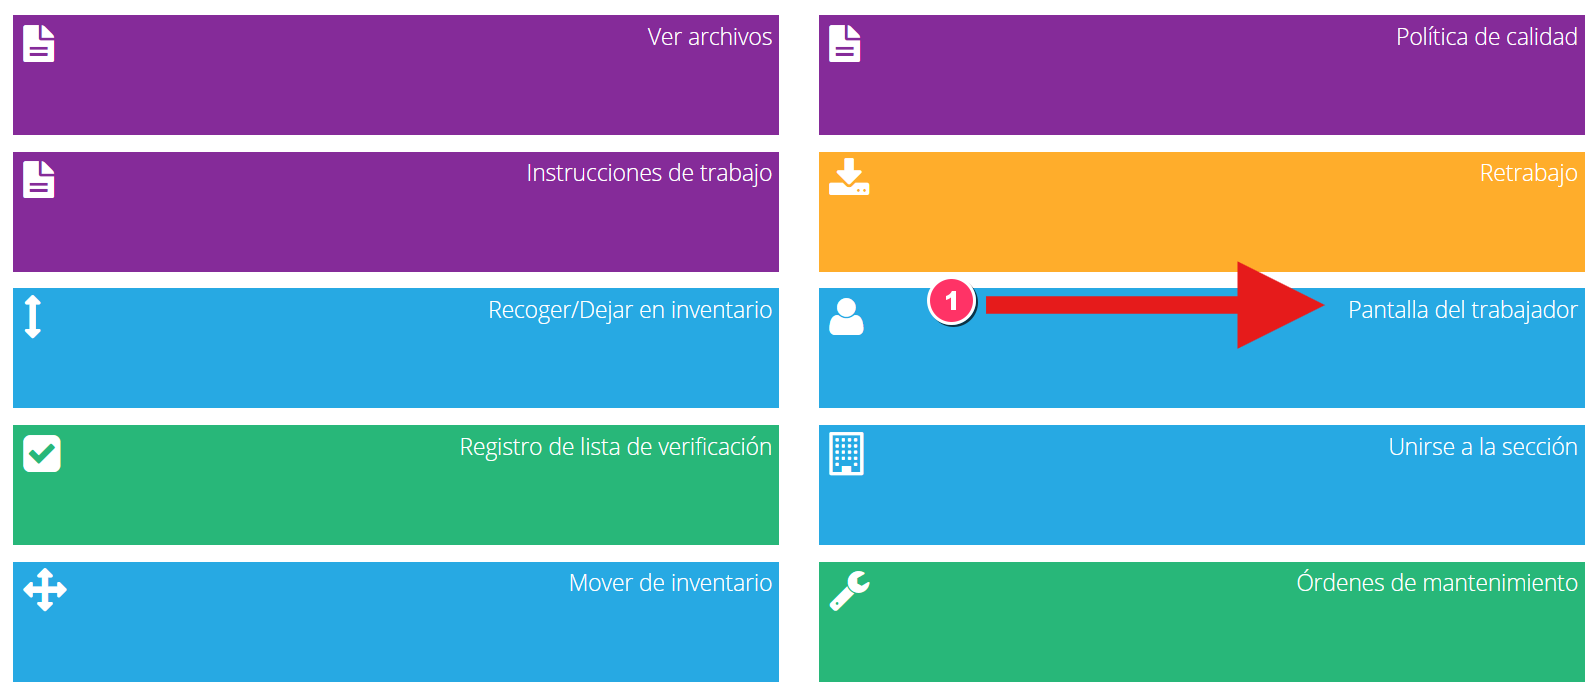 Ver archivos
Política de calidad
Instrucciones de trabajo
Retrabajo
Recoger/Dejar en inventario
1
Pantalla del trabajador
Registro de lista de verificación
Unirse a la sección
Mover de inventario
Órdenes de mantenimiento